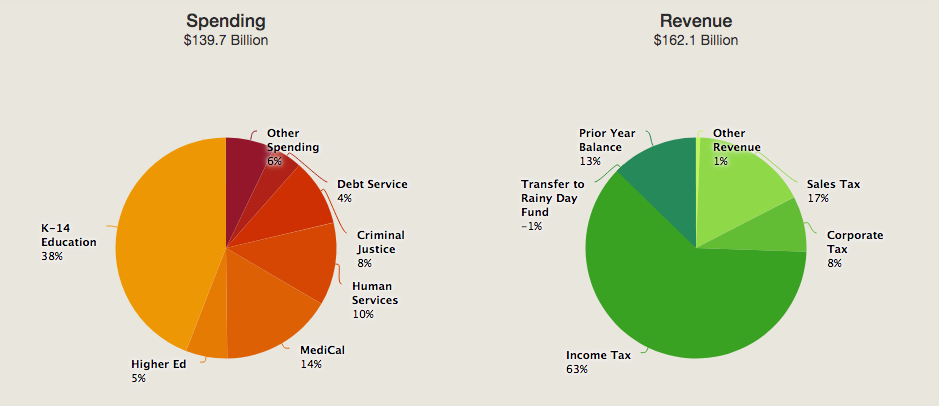 Spending
$139.7 Billion
Other
Spending
6%
Debt Service
4%
Criminal
Justice
8%
Human
Services
10%
MediCal
14%
Higher Ed
5%
K-14
Education
38%
Revenue
$162.1 Billion
Prior Year
Balance
13%
Other
Revenue
1%
Transfer to
Rainy Day
Fund
-1%
Sales Tax
17%
Corporate
Tax
8%
Income Tax
63%